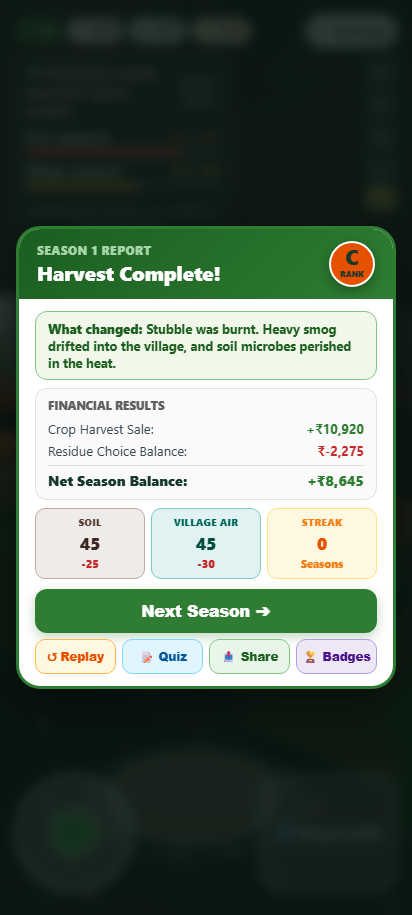 SEASON 1 REPORT
Harvest Complete!
C
RANK
What changed: Stubble was burnt. Heavy smog
drifted into the village, and soil microbes perished
in the heat.
FINANCIAL RESULTS
Crop Harvest Sale: +₹10,920
Residue Choice Balance: ₹-2,275
Net Season Balance: +₹8,645
SOIL
45
-25
VILLAGE AIR
45
-30
STREAK
0
Seasons
Next Season ➔
↺ Replay
📝 Quiz
📤 Share
🏆 Badges